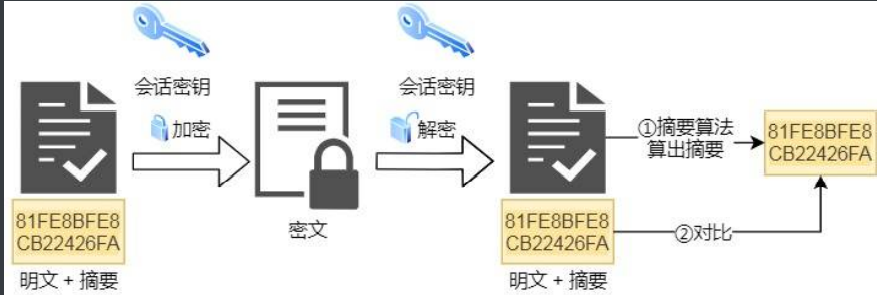 会话密钥
会话密钥
加密
解密
①摘要算法
算出摘要
81FE8BFE8
CB22426FA
81FE8BFE8
CB22426FA
密文
81FE8BFE8
CB22426FA
②对比
明文 + 摘要
明文 + 摘要